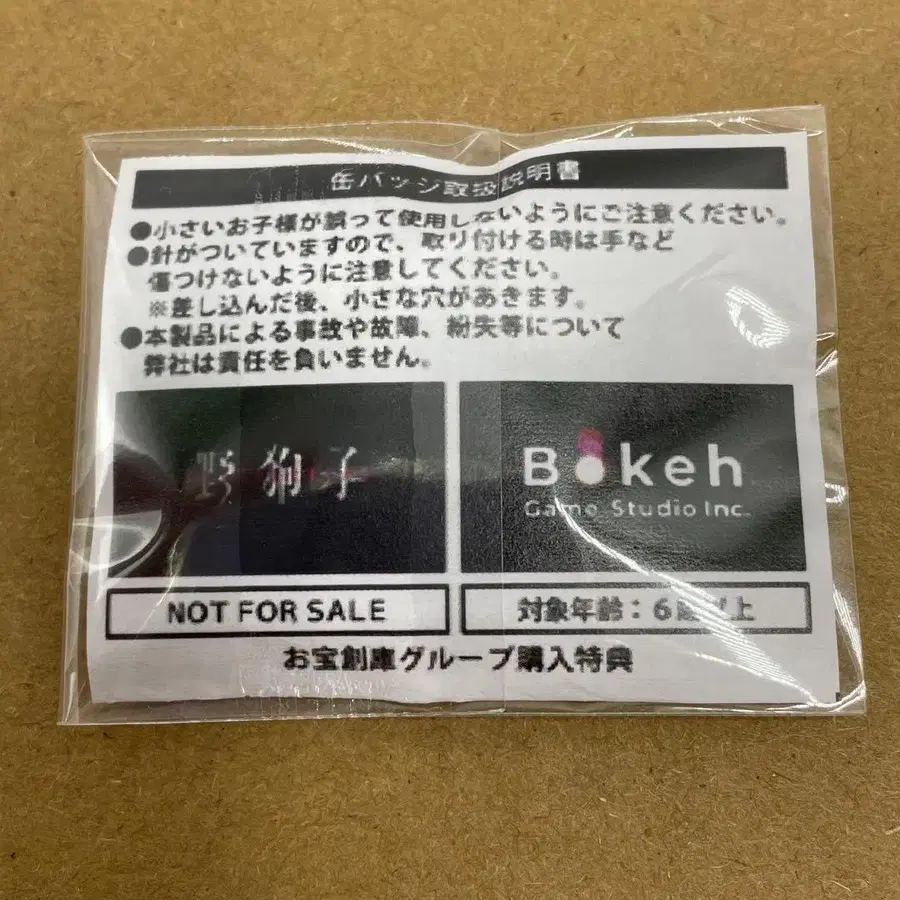 缶バッジ取扱説明書
●小さいお子様が誤って使用しないようにご注意ください。
●針がついていますので、取り付ける時は手など
傷つけないように注意してください。
※差し込んだ後、小さな穴があきます。
●本製品による事故や故障、紛失等について
弊社は責任を負いません。
野狗子
Bokeh
Game Studio Inc.
NOT FOR SALE
対象年齢：6歳以上
お宝創庫グループ購入特典